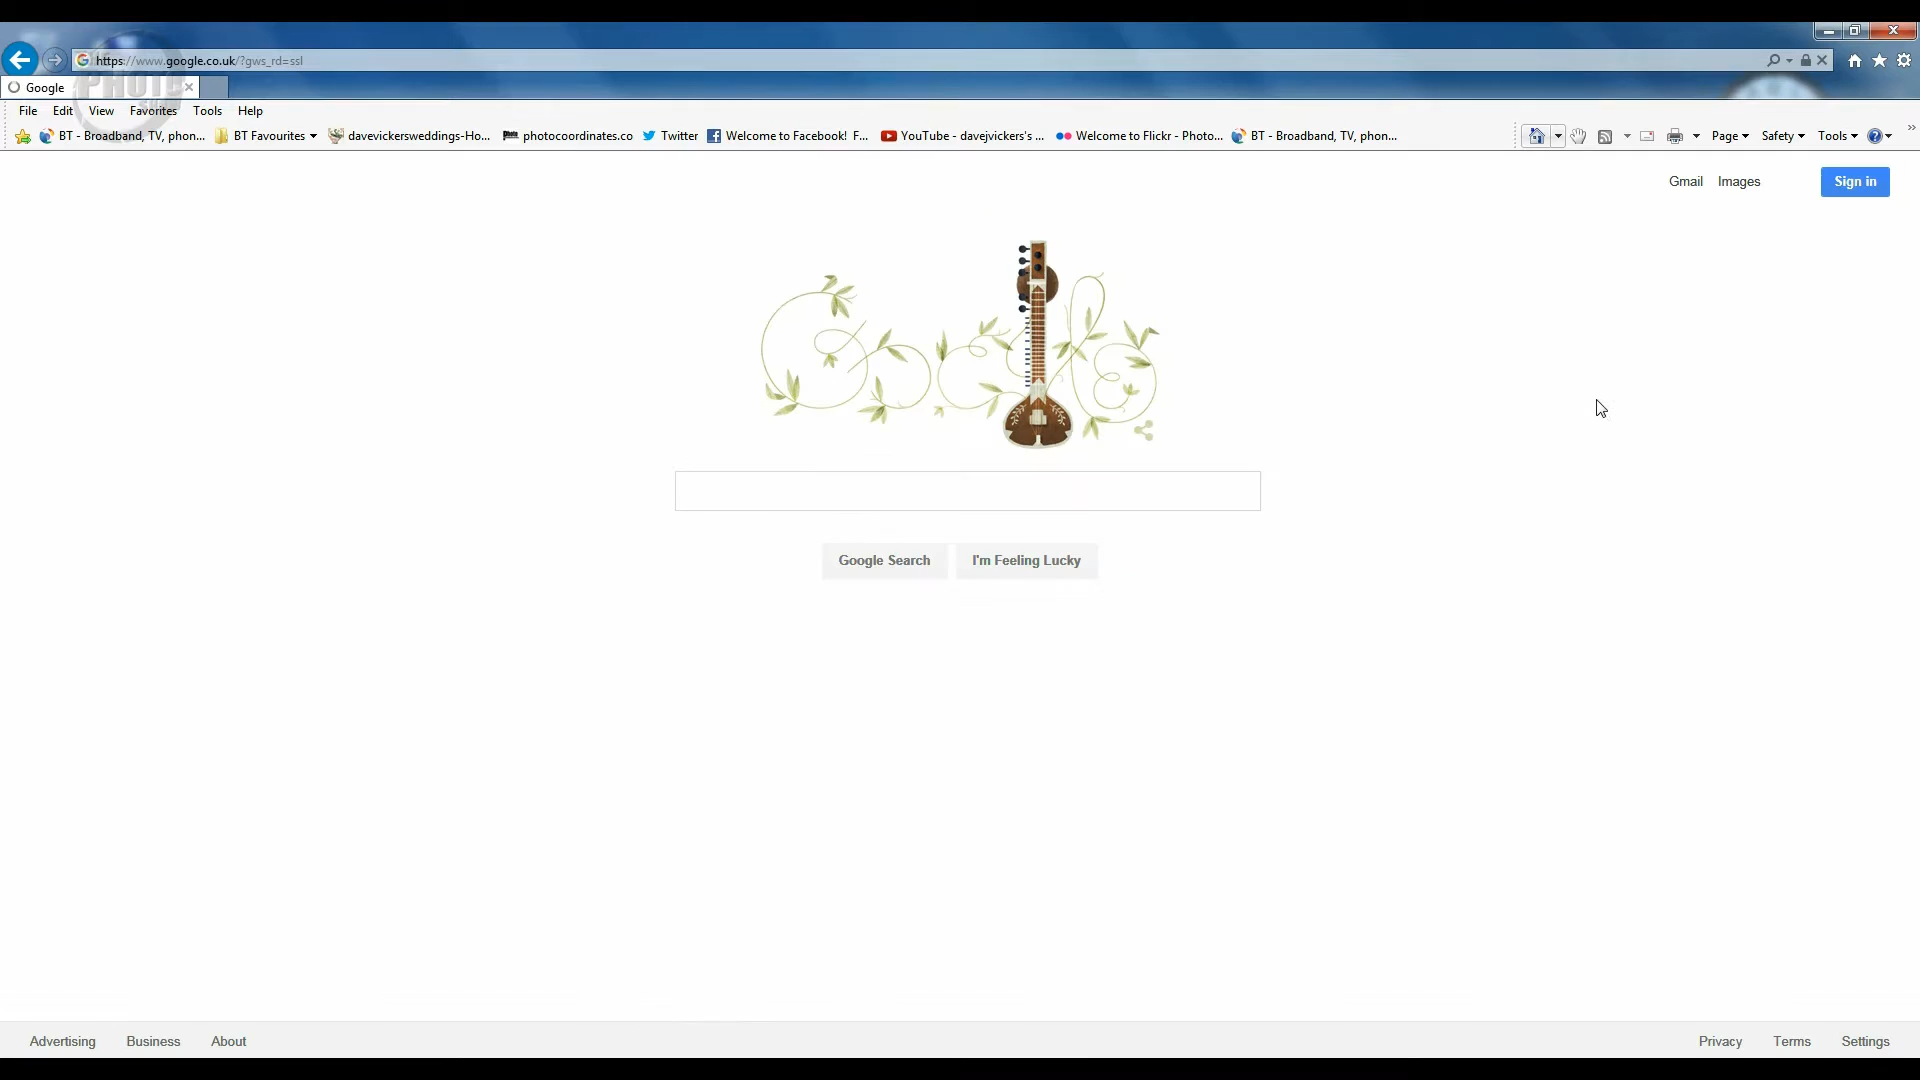 https://www.google.co.uk/?gws_rd=ssl
Google
File Edit View Favorites Tools Help
BT - Broadband, TV, phon... BT Favourites davevickersweddings-Ho... photocoordinates.co Twitter Welcome to Facebook! F... YouTube - davejvickers's ... Welcome to Flickr - Photo... BT - Broadband, TV, phon... Page Safety Tools
Gmail Images Sign in
Google Search I'm Feeling Lucky
Advertising Business About Privacy Terms Settings